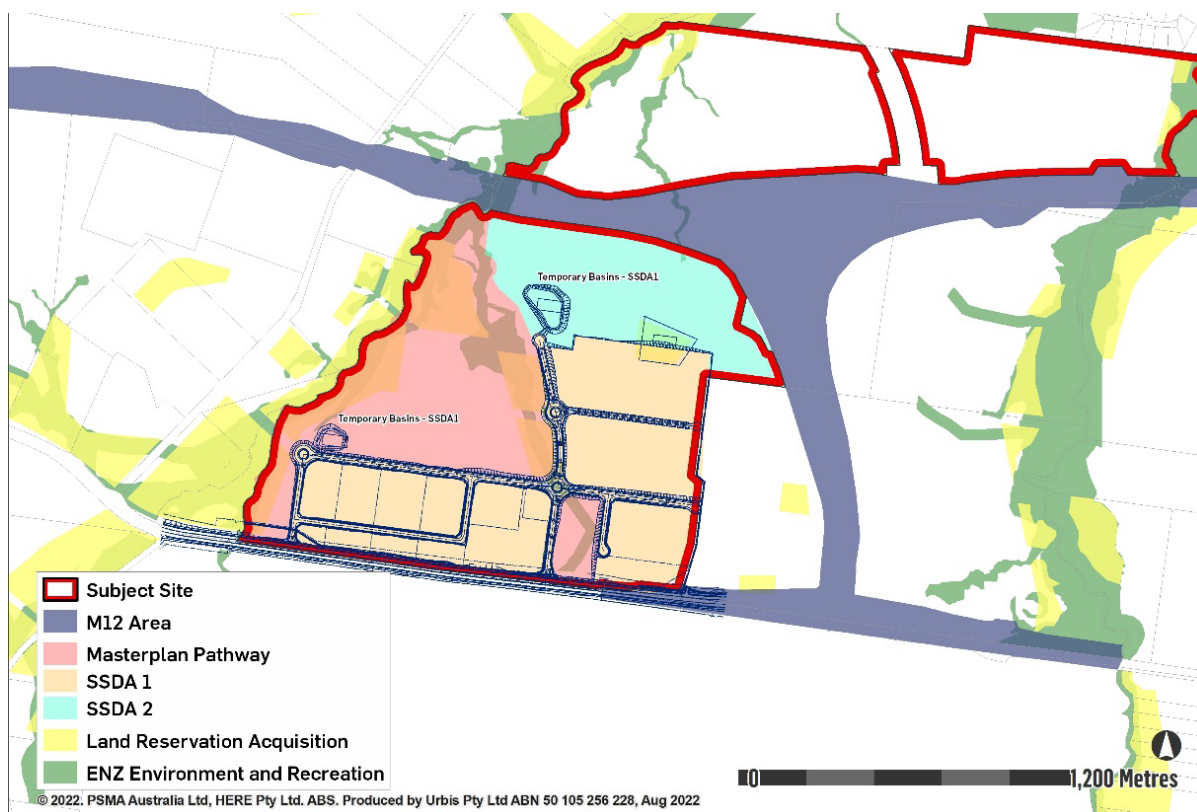 Temporary Basins - SSDA1
Temporary Basins - SSDA1
Subject Site
M12 Area
Masterplan Pathway
SSDA 1
SSDA 2
Land Reservation Acquisition
ENZ Environment and Recreation
0
1,200 Metres
© 2022. PSMA Australia Ltd, HERE Pty Ltd. ABS. Produced by Urbis Pty Ltd ABN 50 105 256 228, Aug 2022